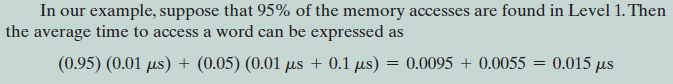 In our example, suppose that 95% of the memory accesses are found in Level 1. Then
the average time to access a word can be expressed as
(0.95) (0.01 μs) + (0.05) (0.01 μs + 0.1 μs) = 0.0095 + 0.0055 = 0.015 μs